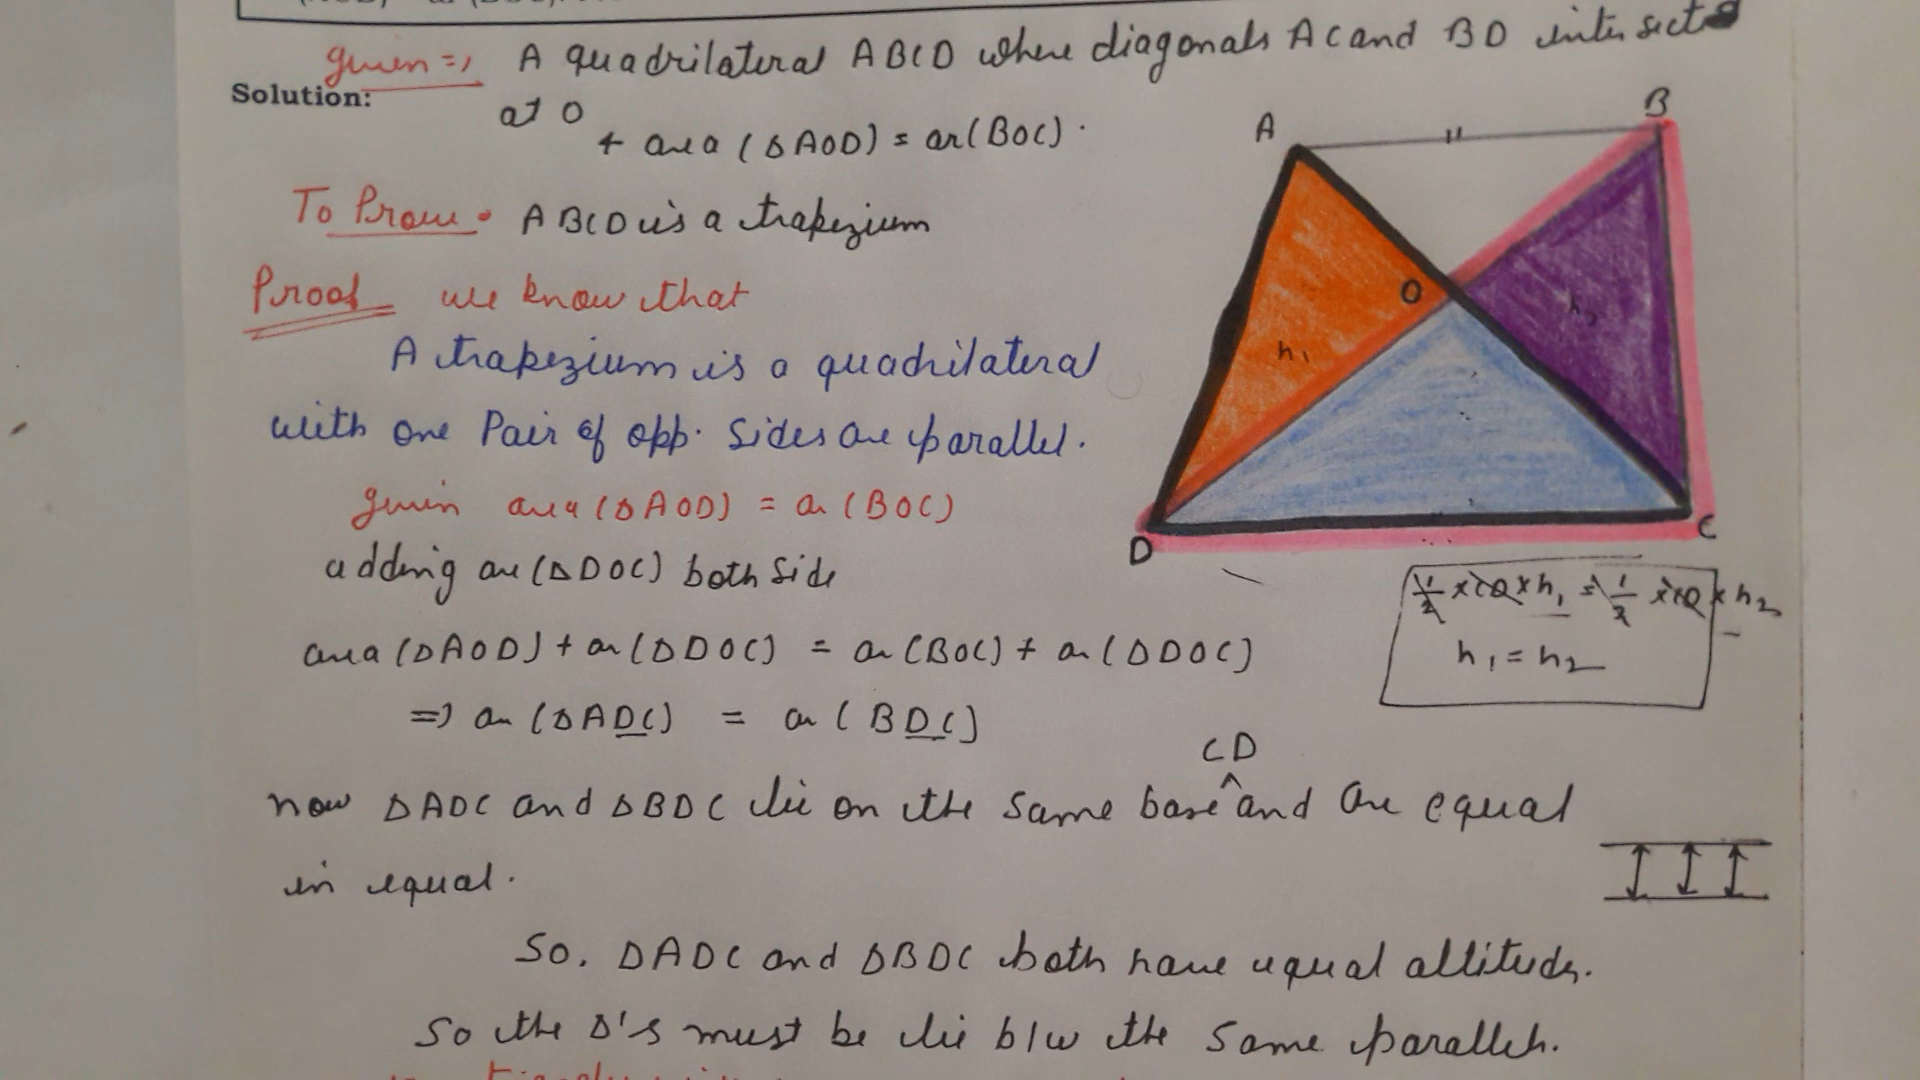 given => A quadrilateral ABCD where diagonals AC and BD intersect
Solution:
at O
+ area (ΔAOD) = ar(BOC).
To Prove. ABCD is a trapezium
Proof we know that
A trapezium is a quadrilateral
with one Pair of opp. Sides are parallel.
given area (ΔAOD) = ar (BOC)
adding are (ΔDOC) both Side
area (ΔAOD) + ar (ΔDOC) = ar (BOC) + ar (ΔDOC)
=> ar (ΔADC) = ar (BDC)
CD
now ΔADC and ΔBDC lie on the Same base ^ and are equal
in equal.
So. ΔADC and ΔBDC both have equal altitude.
So the Δ's must be lie b/w the Same parallels.
A
B
O
h₁
h₂
D
C
1/2 × CD × h₁ = 1/2 × CD × h₂
h₁ = h₂